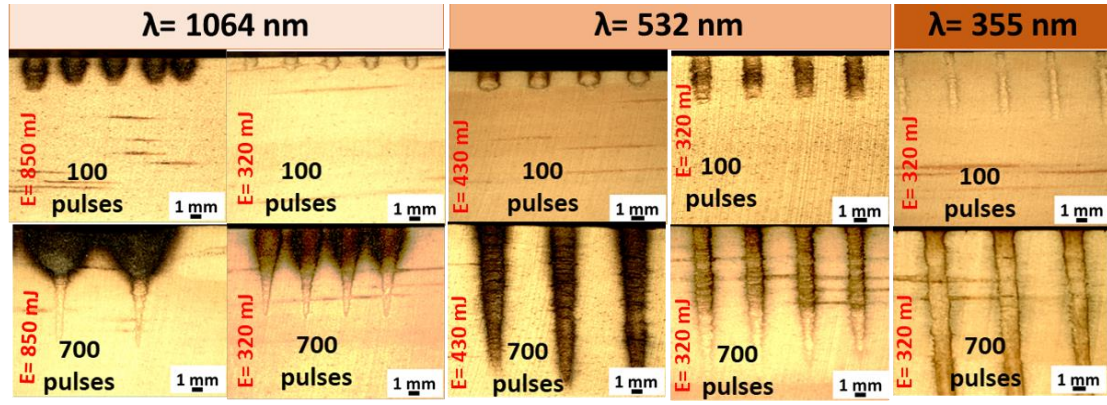 λ= 1064 nm
λ= 532 nm
λ= 355 nm
E= 850 mJ
100
pulses
1 mm
E= 320 mJ
100
pulses
1 mm
E= 430 mJ
100
pulses
1 mm
E= 320 mJ
100
pulses
1 mm
E= 320 mJ
100
pulses
1 mm
E= 850 mJ
700
pulses
1 mm
E= 320 mJ
700
pulses
1 mm
E= 430 mJ
700
pulses
1 mm
E= 320 mJ
700
pulses
1 mm
E= 320 mJ
700
pulses
1 mm